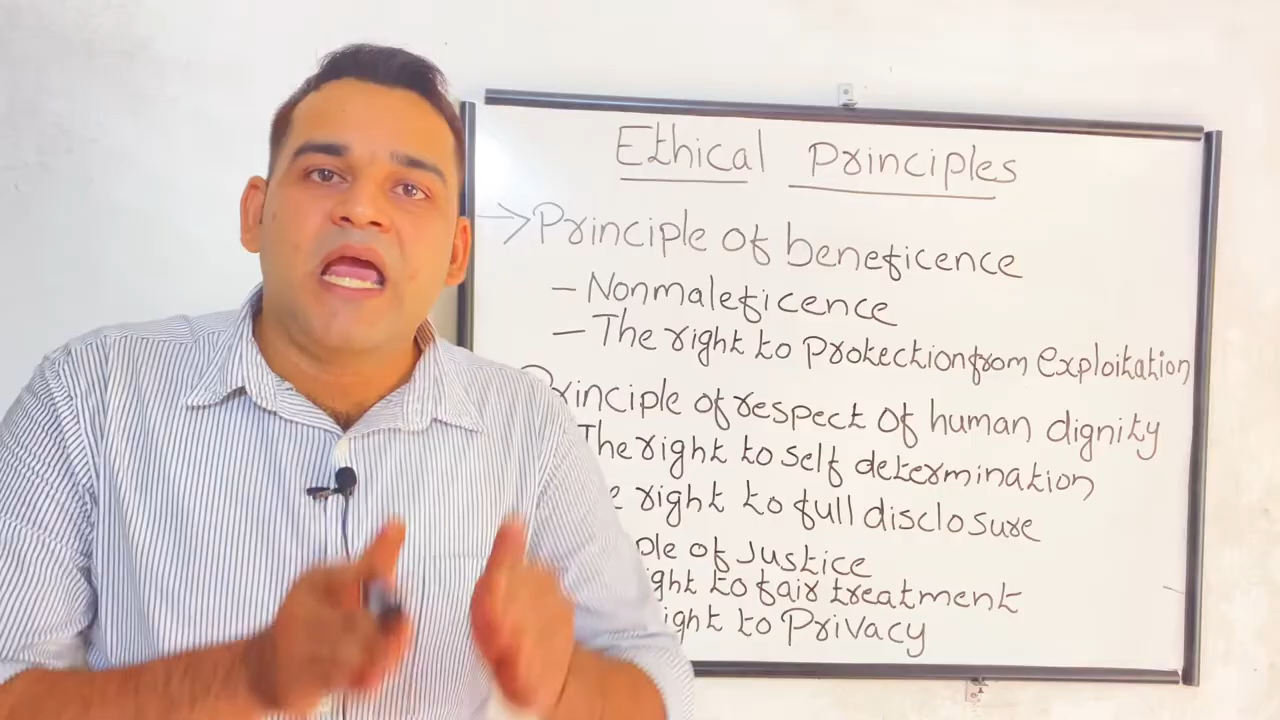 Ethical Principles
→ Principle of beneficence
– Nonmaleficence
– The right to Protection from exploitation
Principle of respect of human dignity
The right to self determination
right to full disclosure
of Justice
to fair treatment
to Privacy